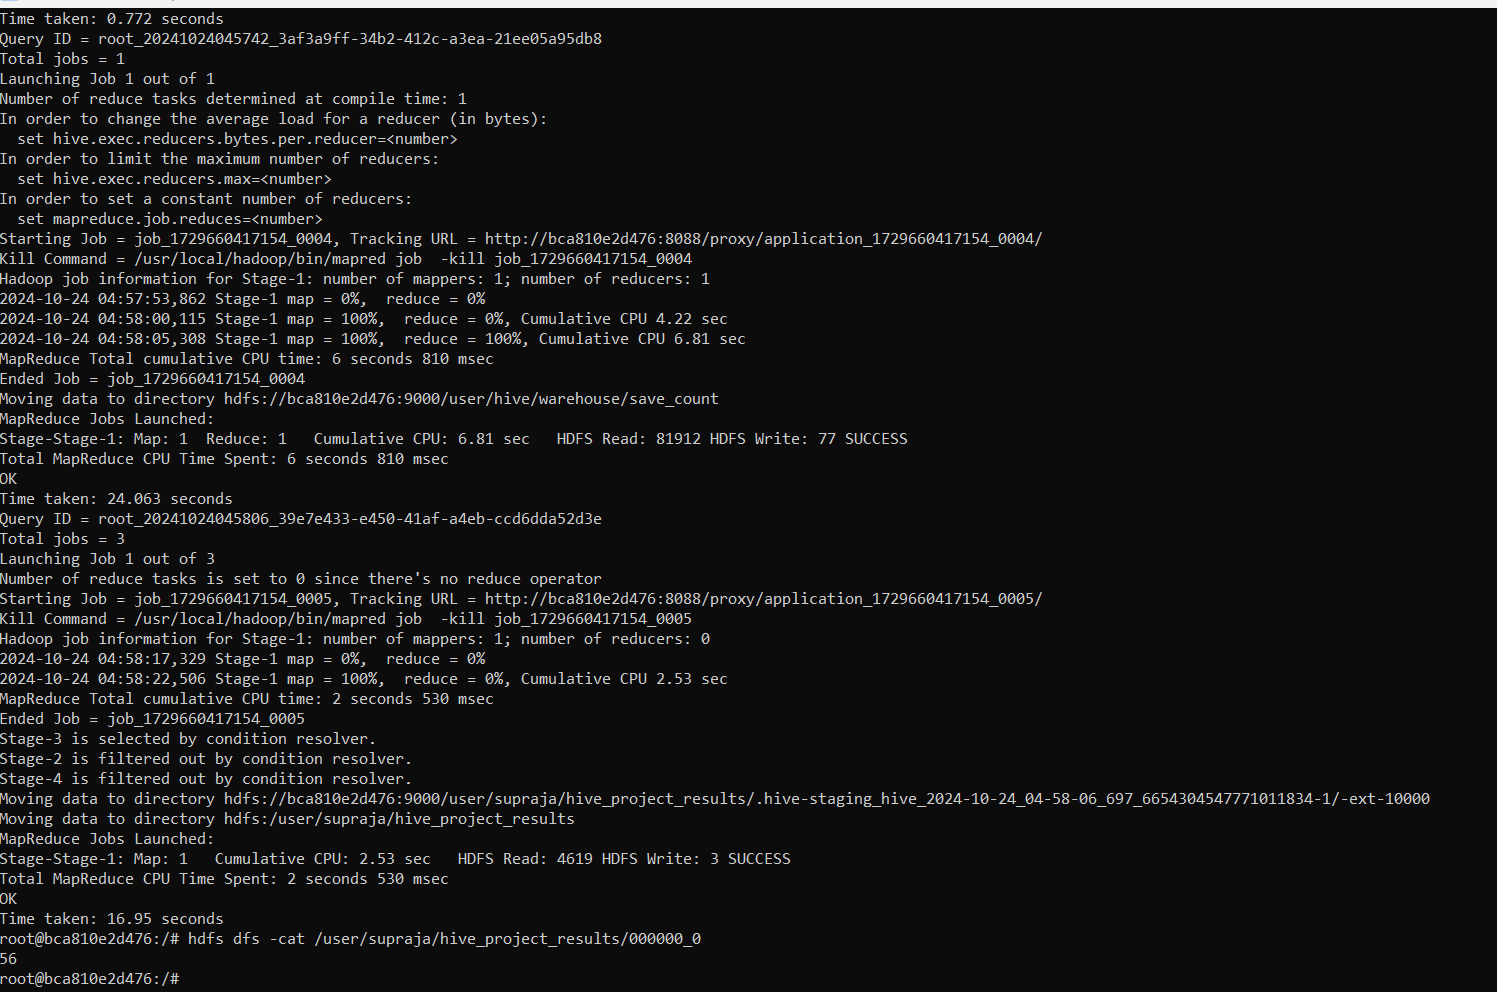 Time taken: 0.772 seconds
Query ID = root_20241024045742_3af3a9ff-34b2-412c-a3ea-21ee05a95db8
Total jobs = 1
Launching Job 1 out of 1
Number of reduce tasks determined at compile time: 1
In order to change the average load for a reducer (in bytes):
  set hive.exec.reducers.bytes.per.reducer=<number>
In order to limit the maximum number of reducers:
  set hive.exec.reducers.max=<number>
In order to set a constant number of reducers:
  set mapreduce.job.reduces=<number>
Starting Job = job_1729660417154_0004, Tracking URL = http://bca810e2d476:8088/proxy/application_1729660417154_0004/
Kill Command = /usr/local/hadoop/bin/mapred job  -kill job_1729660417154_0004
Hadoop job information for Stage-1: number of mappers: 1; number of reducers: 1
2024-10-24 04:57:53,862 Stage-1 map = 0%,  reduce = 0%
2024-10-24 04:58:00,115 Stage-1 map = 100%,  reduce = 0%, Cumulative CPU 4.22 sec
2024-10-24 04:58:05,308 Stage-1 map = 100%,  reduce = 100%, Cumulative CPU 6.81 sec
MapReduce Total cumulative CPU time: 6 seconds 810 msec
Ended Job = job_1729660417154_0004
Moving data to directory hdfs://bca810e2d476:9000/user/hive/warehouse/save_count
MapReduce Jobs Launched:
Stage-Stage-1: Map: 1  Reduce: 1   Cumulative CPU: 6.81 sec   HDFS Read: 81912 HDFS Write: 77 SUCCESS
Total MapReduce CPU Time Spent: 6 seconds 810 msec
OK
Time taken: 24.063 seconds
Query ID = root_20241024045806_39e7e433-e450-41af-a4eb-ccd6dda52d3e
Total jobs = 3
Launching Job 1 out of 3
Number of reduce tasks is set to 0 since there's no reduce operator
Starting Job = job_1729660417154_0005, Tracking URL = http://bca810e2d476:8088/proxy/application_1729660417154_0005/
Kill Command = /usr/local/hadoop/bin/mapred job  -kill job_1729660417154_0005
Hadoop job information for Stage-1: number of mappers: 1; number of reducers: 0
2024-10-24 04:58:17,329 Stage-1 map = 0%,  reduce = 0%
2024-10-24 04:58:22,506 Stage-1 map = 100%,  reduce = 0%, Cumulative CPU 2.53 sec
MapReduce Total cumulative CPU time: 2 seconds 530 msec
Ended Job = job_1729660417154_0005
Stage-3 is selected by condition resolver.
Stage-2 is filtered out by condition resolver.
Stage-4 is filtered out by condition resolver.
Moving data to directory hdfs://bca810e2d476:9000/user/supraja/hive_project_results/.hive-staging_hive_2024-10-24_04-58-06_697_6654304547771011834-1/-ext-10000
Moving data to directory hdfs:/user/supraja/hive_project_results
MapReduce Jobs Launched:
Stage-Stage-1: Map: 1   Cumulative CPU: 2.53 sec   HDFS Read: 4619 HDFS Write: 3 SUCCESS
Total MapReduce CPU Time Spent: 2 seconds 530 msec
OK
Time taken: 16.95 seconds
root@bca810e2d476:/# hdfs dfs -cat /user/supraja/hive_project_results/000000_0
56
root@bca810e2d476:/#